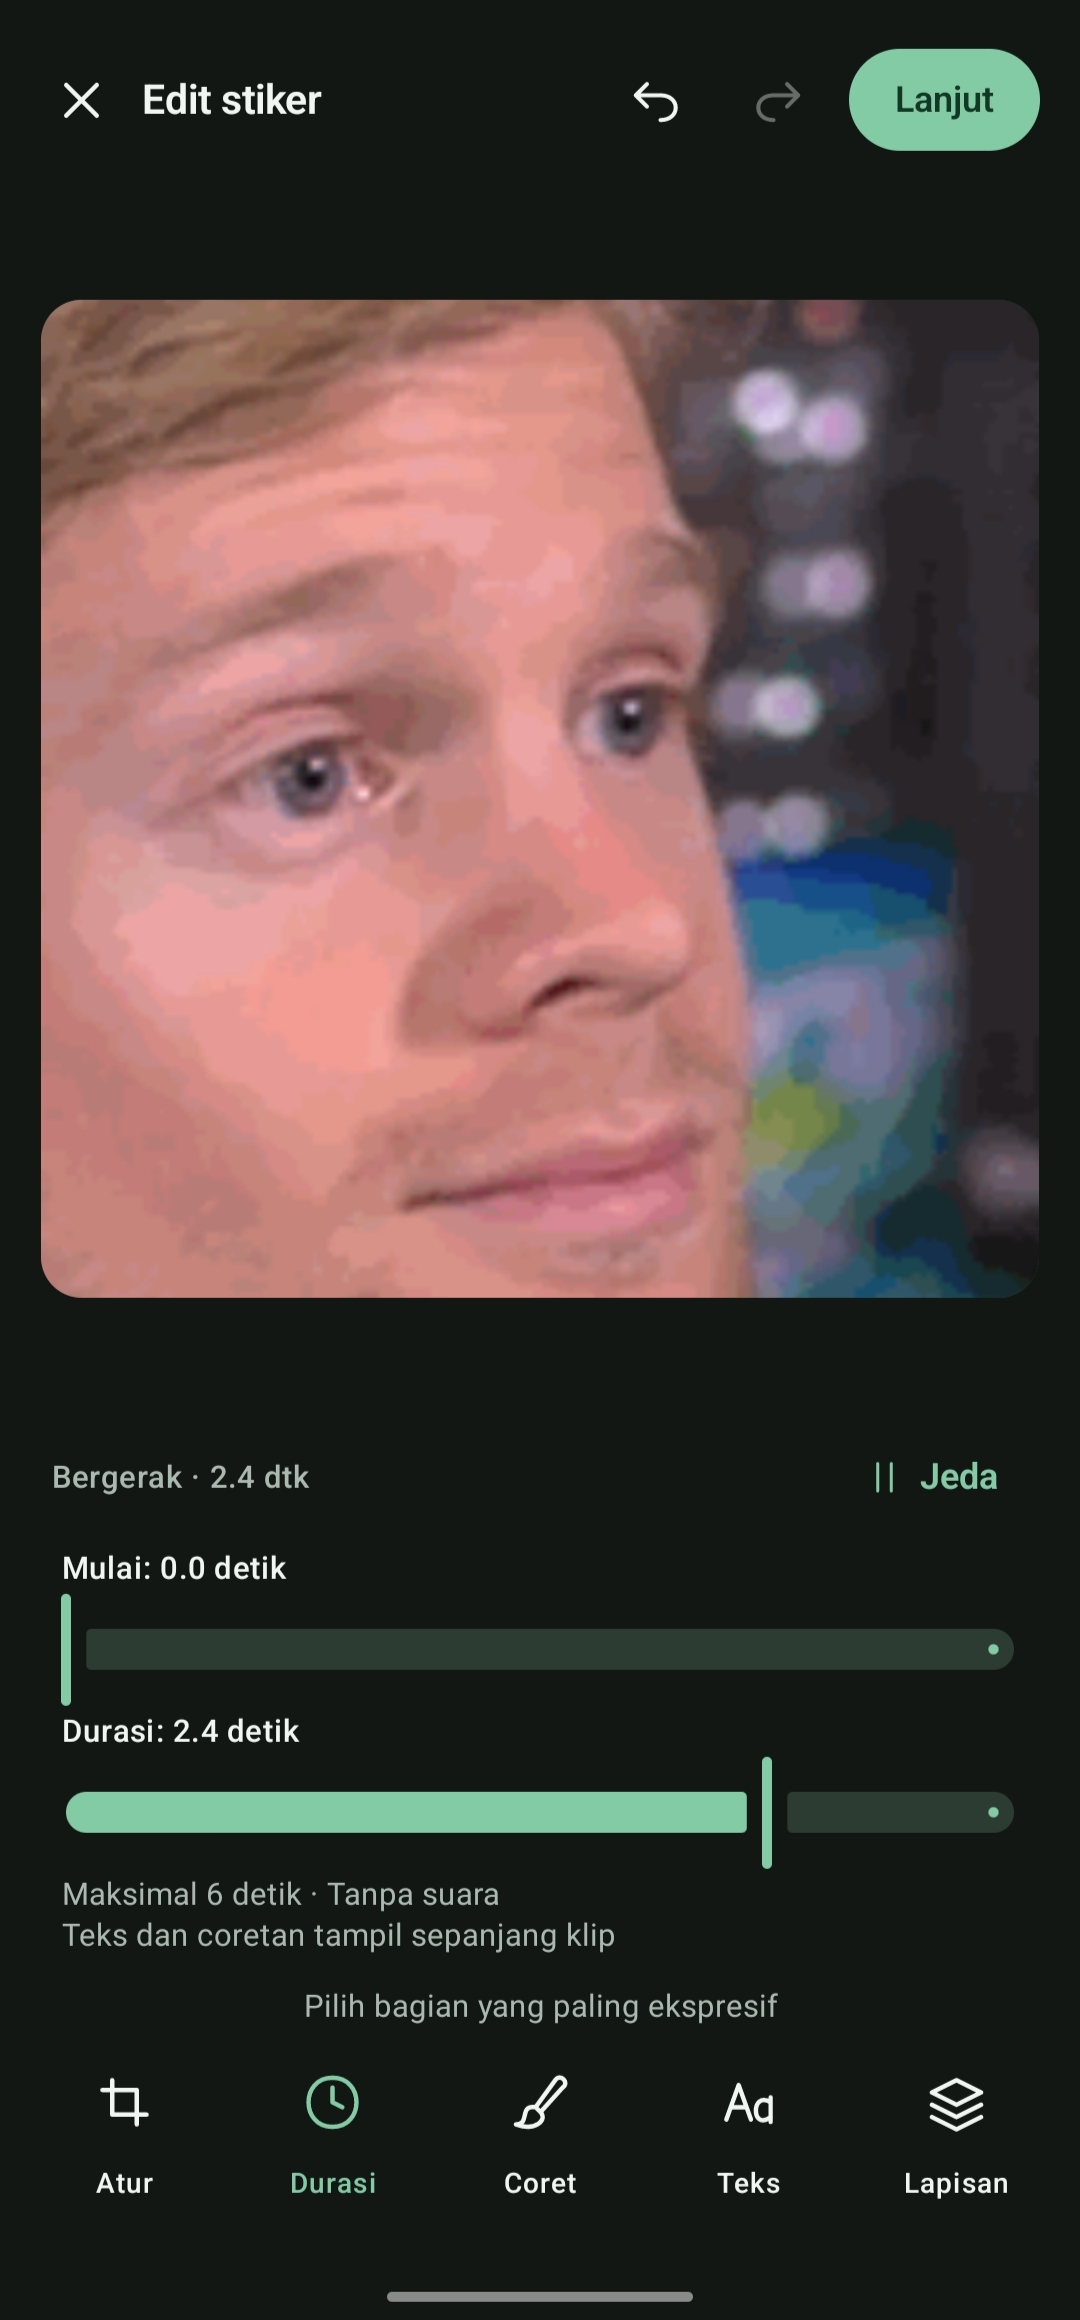 Edit stiker
Lanjut
Bergerak · 2.4 dtk
Jeda
Mulai: 0.0 detik
Durasi: 2.4 detik
Maksimal 6 detik · Tanpa suara
Teks dan coretan tampil sepanjang klip
Pilih bagian yang paling ekspresif
Atur
Durasi
Coret
Aa
Teks
Lapisan